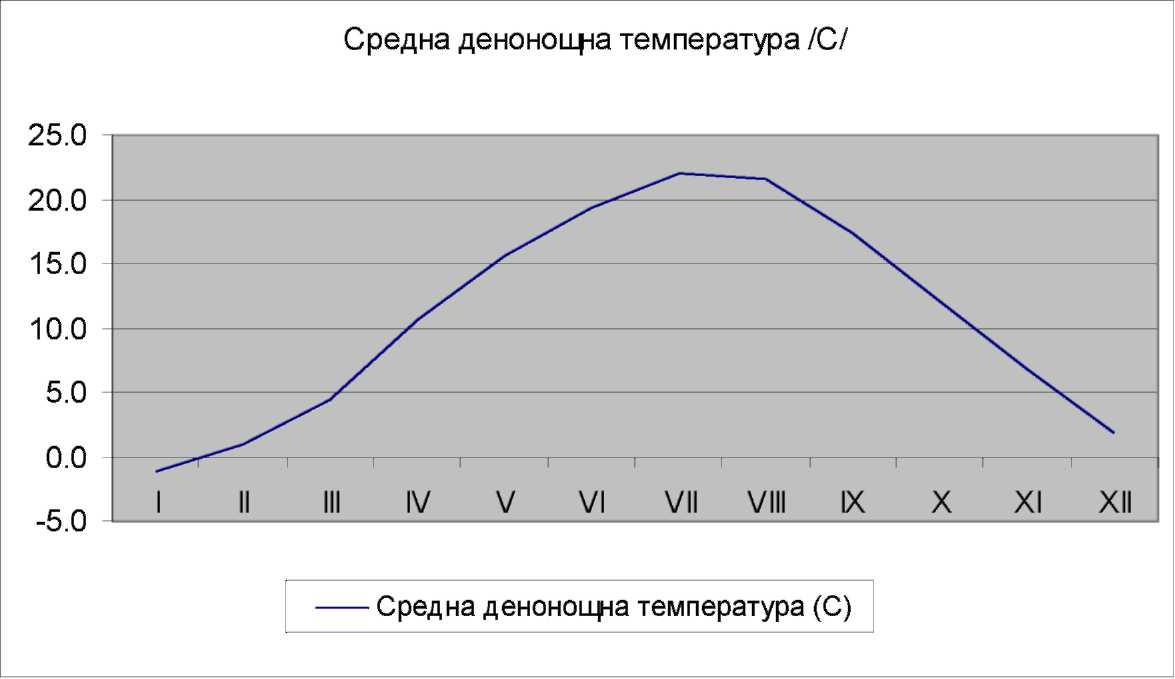 Средна денонощна температура /С/
25.0
20.0
15.0
10.0
5.0
0.0
-5.0
I II III IV V VI VII VIII IX X XI XII
Средна денонощна температура (С)